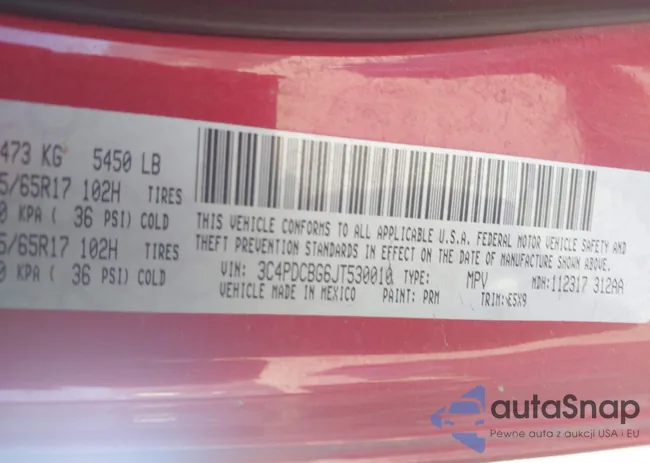 473 KG 5450 LB
5/65R17 102H TIRES
0 KPA ( 36 PSI) COLD
5/65R17 102H TIRES
0 KPA ( 36 PSI) COLD
THIS VEHICLE CONFORMS TO ALL APPLICABLE U.S.A. FEDERAL MOTOR VEHICLE SAFETY AND
THEFT PREVENTION STANDARDS IN EFFECT ON THE DATE OF MANUFACTURE SHOWN ABOVE.
VIN: 3C4PDCBG6JT530010 TYPE: MPV MDH: 112317 312AA
VEHICLE MADE IN MEXICO PAINT: PRM TRIM: E5X9
autaSnap
Pewne auta z aukcji USA i EU